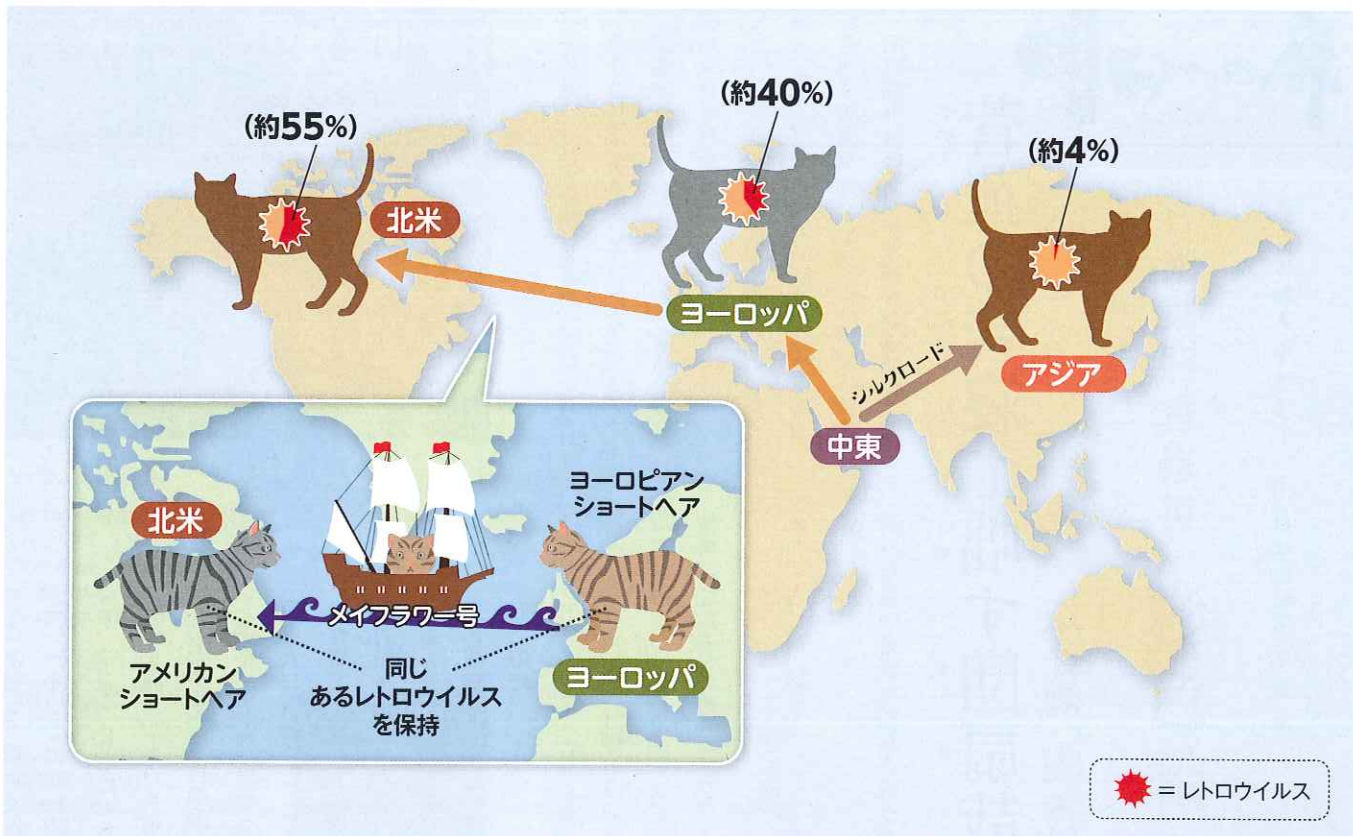 (約55%)
(約40%)
(約4%)
北米
ヨーロッパ
アジア
シルクロード
中東
北米
ヨーロピアン
ショートヘア
メイフラワー号
アメリカン
ショートヘア
同じ
あるレトロウイルス
を保持
ヨーロッパ
= レトロウイルス